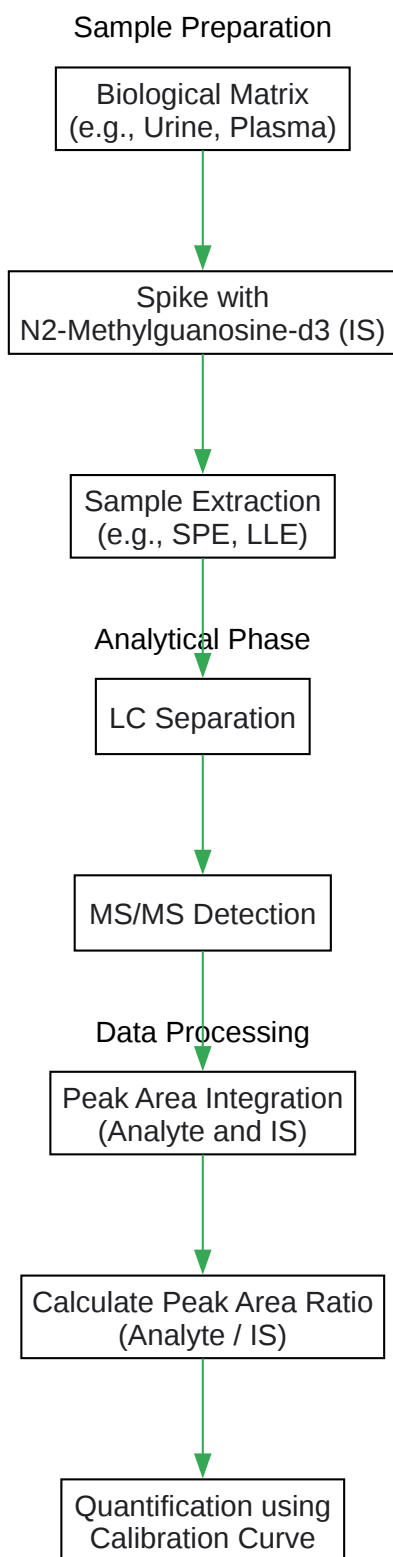 Sample Preparation
Biological Matrix
(e.g., Urine, Plasma)
Spike with
N2-Methylguanosine-d3 (IS)
Sample Extraction
(e.g., SPE, LLE)
Analytical Phase
LC Separation
MS/MS Detection
Data Processing
Peak Area Integration
(Analyte and IS)
Calculate Peak Area Ratio
(Analyte / IS)
Quantification using
Calibration Curve